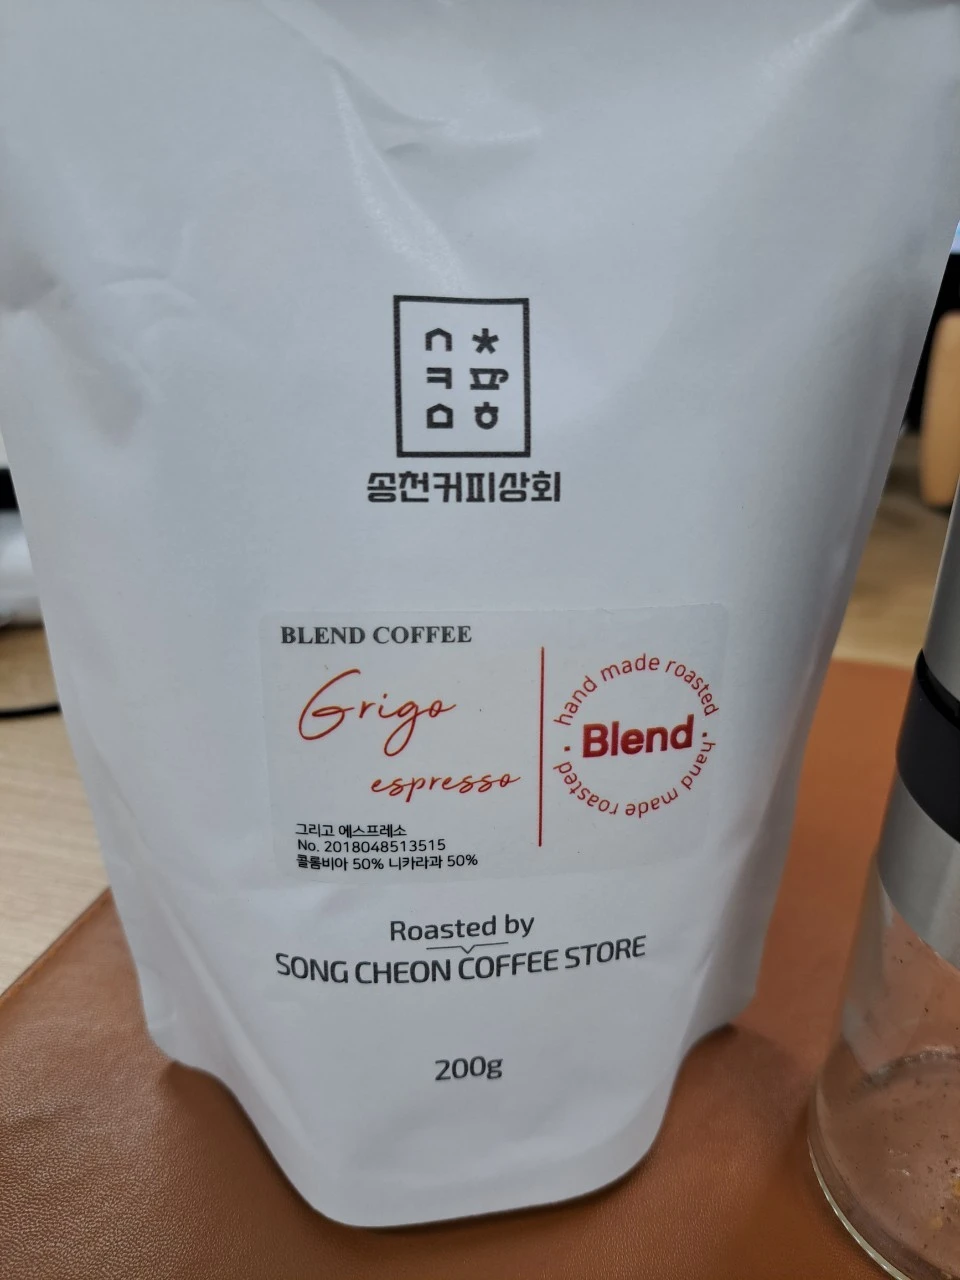 ㅅ ㅊ
ㅋ ㅍ
ㅁ ㅎ
송천커피상회
BLEND COFFEE
Grigo
espresso
그리고 에스프레소
No. 2018048513515
콜롬비아 50% 니카라과 50%
hand made roasted · hand made roasted ·
Blend
Roasted by
SONG CHEON COFFEE STORE
200g